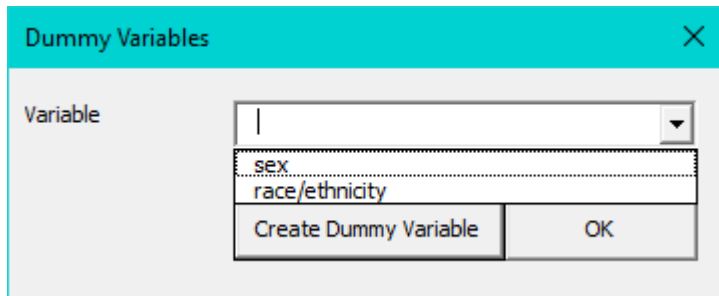 Dummy Variables
Variable
sex
race/ethnicity
Create Dummy Variable OK